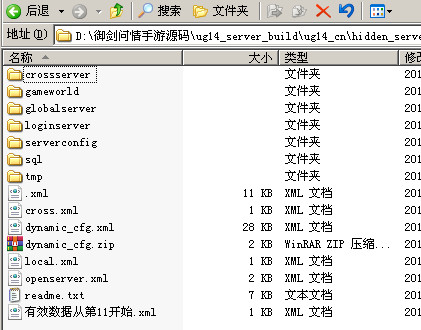 后退 搜索 文件夹
地址(D) D:\御剑问情手游源码\ug14_server_build\ug14_cn\hidden_serve
名称 大小 类型 修改
crossserver 文件夹 201
gameworld 文件夹 201
globalserver 文件夹 201
loginserver 文件夹 201
serverconfig 文件夹 201
sql 文件夹 201
tmp 文件夹 201
.xml 11 KB XML 文档 201
cross.xml 1 KB XML 文档 201
dynamic_cfg.xml 28 KB XML 文档 201
dynamic_cfg.zip 2 KB WinRAR ZIP 压缩... 201
local.xml 1 KB XML 文档 201
openserver.xml 2 KB XML 文档 201
readme.txt 7 KB 文本文档 201
有效数据从第11开始.xml 1 KB XML 文档 201